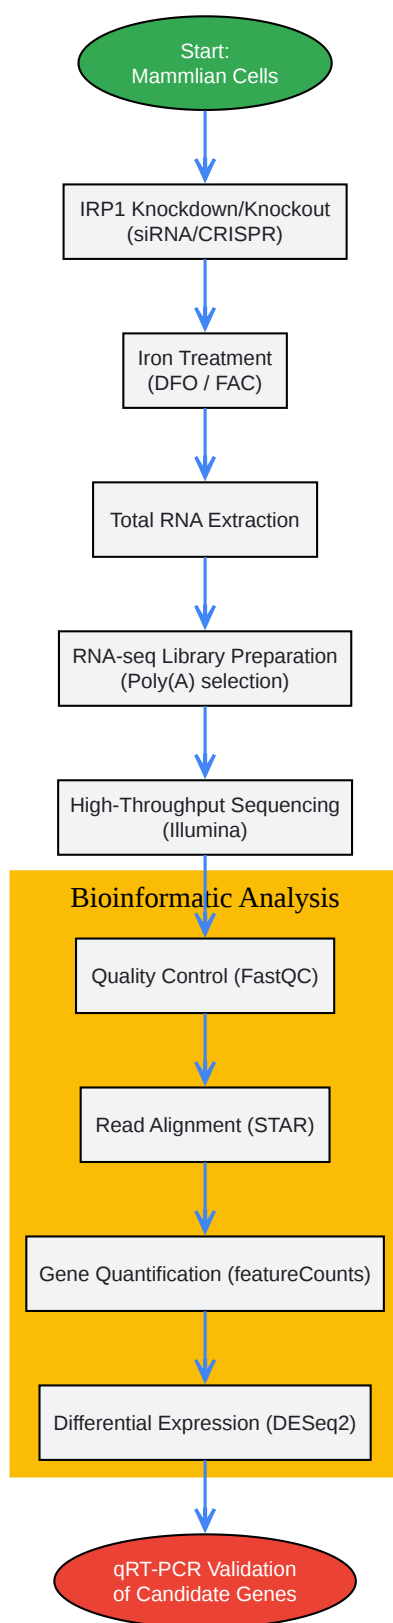 Start:
Mammlian Cells
IRP1 Knockdown/Knockout
(siRNA/CRISPR)
Iron Treatment
(DFO / FAC)
Total RNA Extraction
RNA-seq Library Preparation
(Poly(A) selection)
High-Throughput Sequencing
(Illumina)
Bioinformatic Analysis
Quality Control (FastQC)
Read Alignment (STAR)
Gene Quantification (featureCounts)
Differential Expression (DESeq2)
qRT-PCR Validation
of Candidate Genes